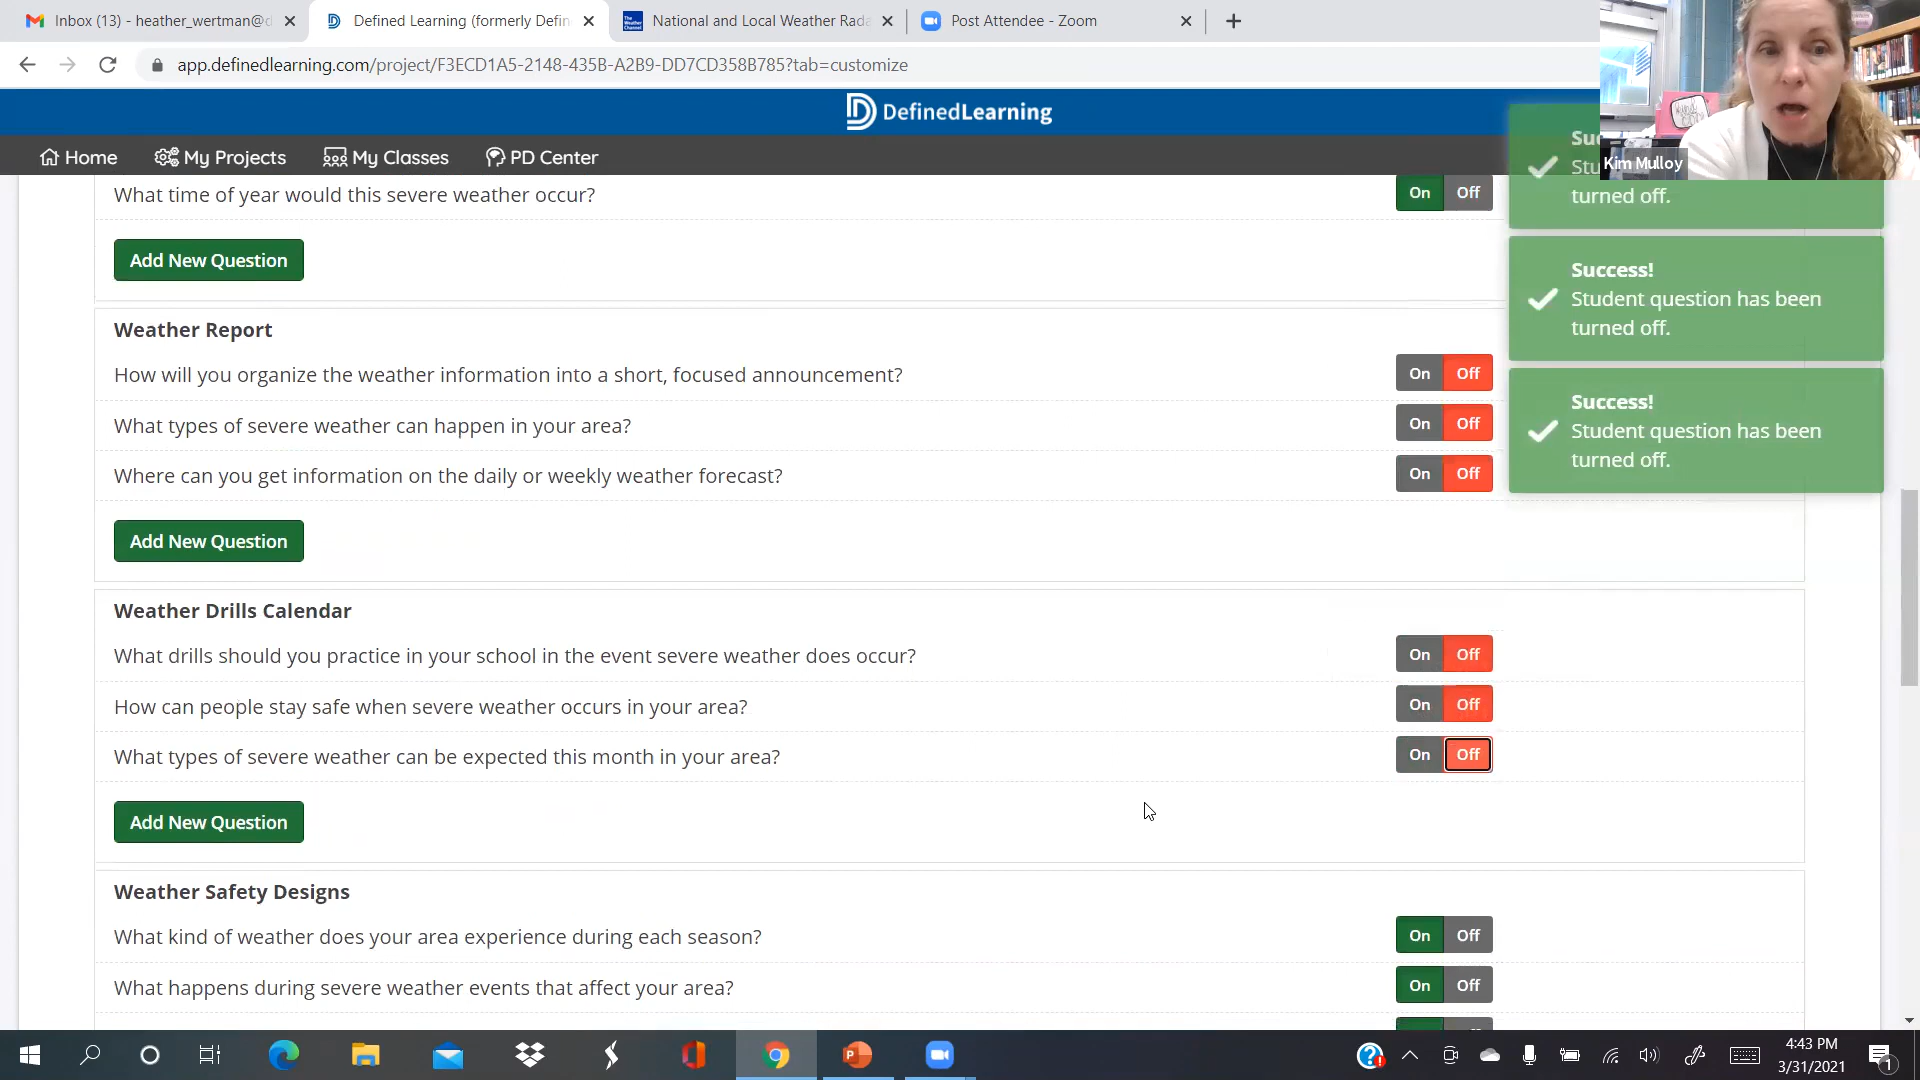 Inbox (13) - heather_wertman@
Defined Learning (formerly Defin
National and Local Weather Rada
Post Attendee - Zoom
app.definedlearning.com/project/F3ECD1A5-2148-435B-A2B9-DD7CD358B785?tab=customize
DefinedLearning
Home
My Projects
My Classes
PD Center
Kim Mulloy
What time of year would this severe weather occur?
On Off
turned off.
Add New Question
Success!
Student question has been
turned off.
Weather Report
How will you organize the weather information into a short, focused announcement?
On Off
What types of severe weather can happen in your area?
On Off
Success!
Student question has been
turned off.
Where can you get information on the daily or weekly weather forecast?
On Off
Add New Question
Weather Drills Calendar
What drills should you practice in your school in the event severe weather does occur?
On Off
How can people stay safe when severe weather occurs in your area?
On Off
What types of severe weather can be expected this month in your area?
On Off
Add New Question
Weather Safety Designs
What kind of weather does your area experience during each season?
On Off
What happens during severe weather events that affect your area?
On Off
4:43 PM
3/31/2021
1